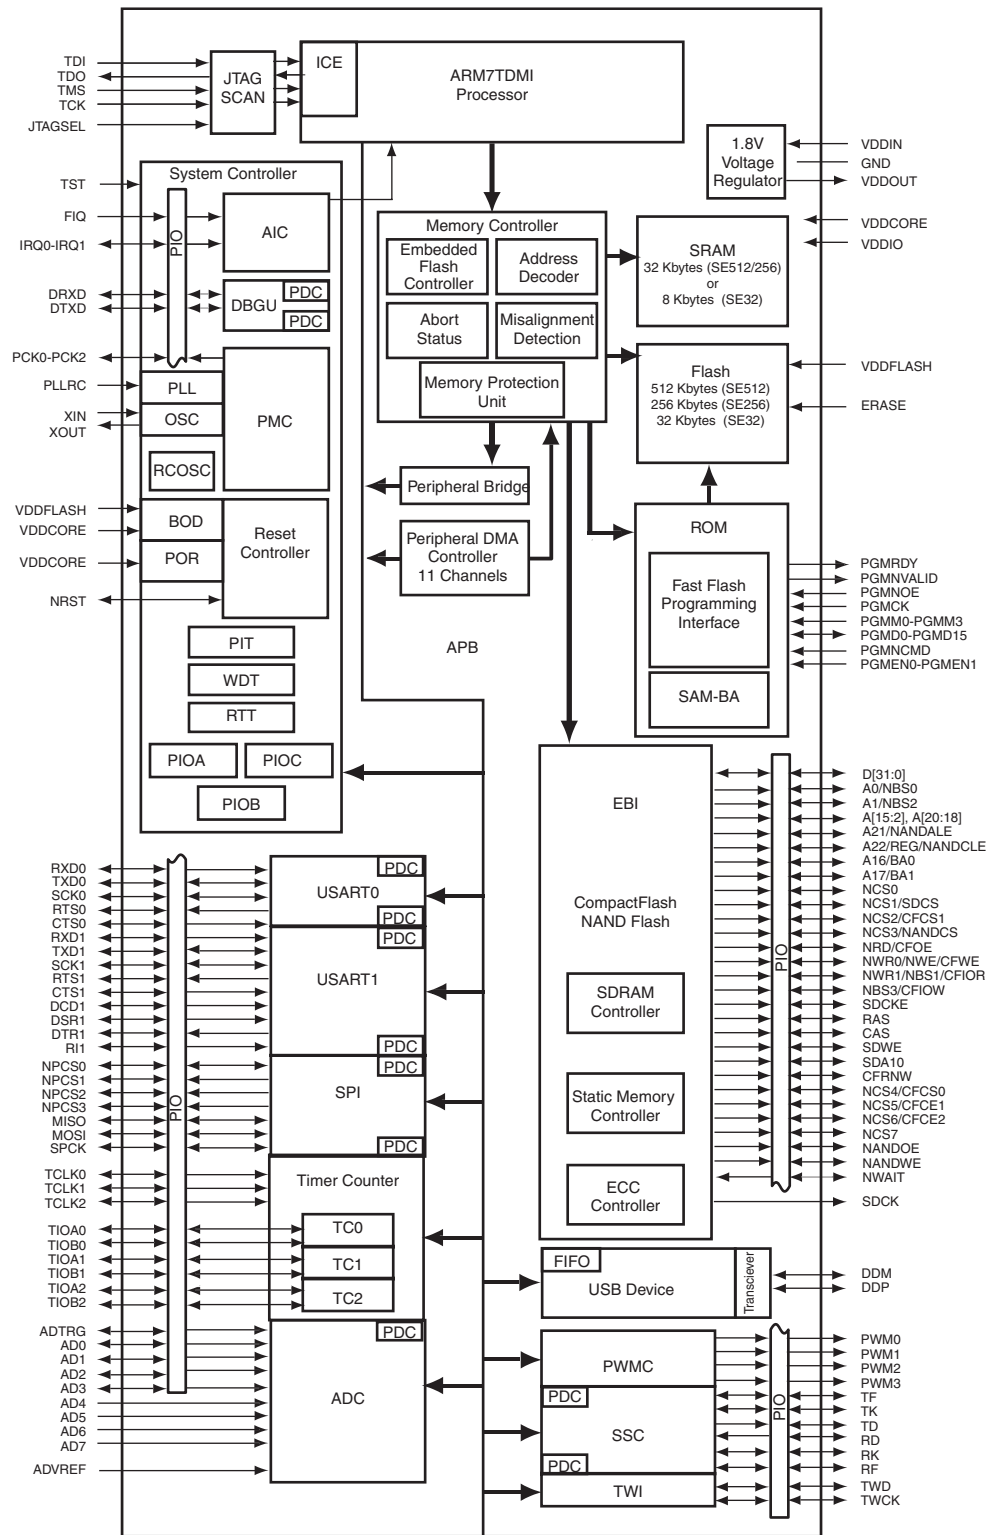 TDI
TDO
TMS
TCK
JTAGSEL
JTAG
SCAN
ICE
ARM7TDMI
Processor
1.8V
Voltage
Regulator
VDDIN
GND
VDDOUT
VDDCORE
VDDIO
System Controller
TST
FIQ
IRQ0-IRQ1
PIO
AIC
DRXD
DTXD
DBGU
PDC
PDC
PCK0-PCK2
PLLRC
PLL
XIN
XOUT
OSC
PMC
RCOSC
VDDFLASH
VDDCORE
BOD
VDDCORE
POR
Reset
Controller
NRST
PIT
WDT
RTT
PIOA
PIOC
PIOB
Memory Controller
Embedded
Flash
Controller
Address
Decoder
Abort
Status
Misalignment
Detection
Memory Protection
Unit
Peripheral Bridge
Peripheral DMA
Controller
11 Channels
APB
SRAM
32 Kbytes (SE512/256)
or
8 Kbytes (SE32)
Flash
512 Kbytes (SE512)
256 Kbytes (SE256)
32 Kbytes (SE32)
VDDFLASH
ERASE
ROM
Fast Flash
Programming
Interface
SAM-BA
PGMRDY
PGMNVALID
PGMNOE
PGMCK
PGMM0-PGMM3
PGMD0-PGMD15
PGMNCMD
PGMEN0-PGMEN1
EBI
CompactFlash
NAND Flash
SDRAM
Controller
Static Memory
Controller
ECC
Controller
PIO
D[31:0]
A0/NBS0
A1/NBS2
A[15:2], A[20:18]
A21/NANDALE
A22/REG/NANDCLE
A16/BA0
A17/BA1
NCS0
NCS1/SDCS
NCS2/CFCS1
NCS3/NANDCS
NRD/CFOE
NWR0/NWE/CFWE
NWR1/NBS1/CFIOR
NBS3/CFIOW
SDCKE
RAS
CAS
SDWE
SDA10
CFRNW
NCS4/CFCS0
NCS5/CFCE1
NCS6/CFCE2
NCS7
NANDOE
NANDWE
NWAIT
SDCK
RXD0
TXD0
SCK0
RTS0
CTS0
RXD1
TXD1
SCK1
RTS1
CTS1
DCD1
DSR1
DTR1
RI1
NPCS0
NPCS1
NPCS2
NPCS3
MISO
MOSI
SPCK
TCLK0
TCLK1
TCLK2
TIOA0
TIOB0
TIOA1
TIOB1
TIOA2
TIOB2
ADTRG
AD0
AD1
AD2
AD3
AD4
AD5
AD6
AD7
ADVREF
PIO
PDC
USART0
PDC
PDC
USART1
PDC
PDC
SPI
PDC
Timer Counter
TC0
TC1
TC2
PDC
ADC
FIFO
USB Device
Transciever
DDM
DDP
PWMC
PDC
SSC
PDC
TWI
PIO
PWM0
PWM1
PWM2
PWM3
TF
TK
TD
RD
RK
RF
TWD
TWCK